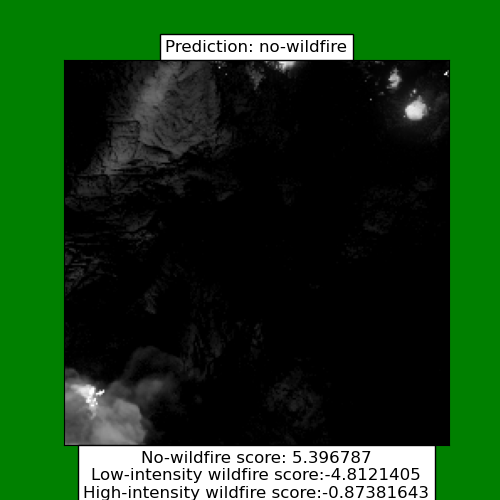 Prediction: no-wildfire
No-wildfire score: 5.396787
Low-intensity wildfire score:-4.8121405
High-intensity wildfire score:-0.87381643